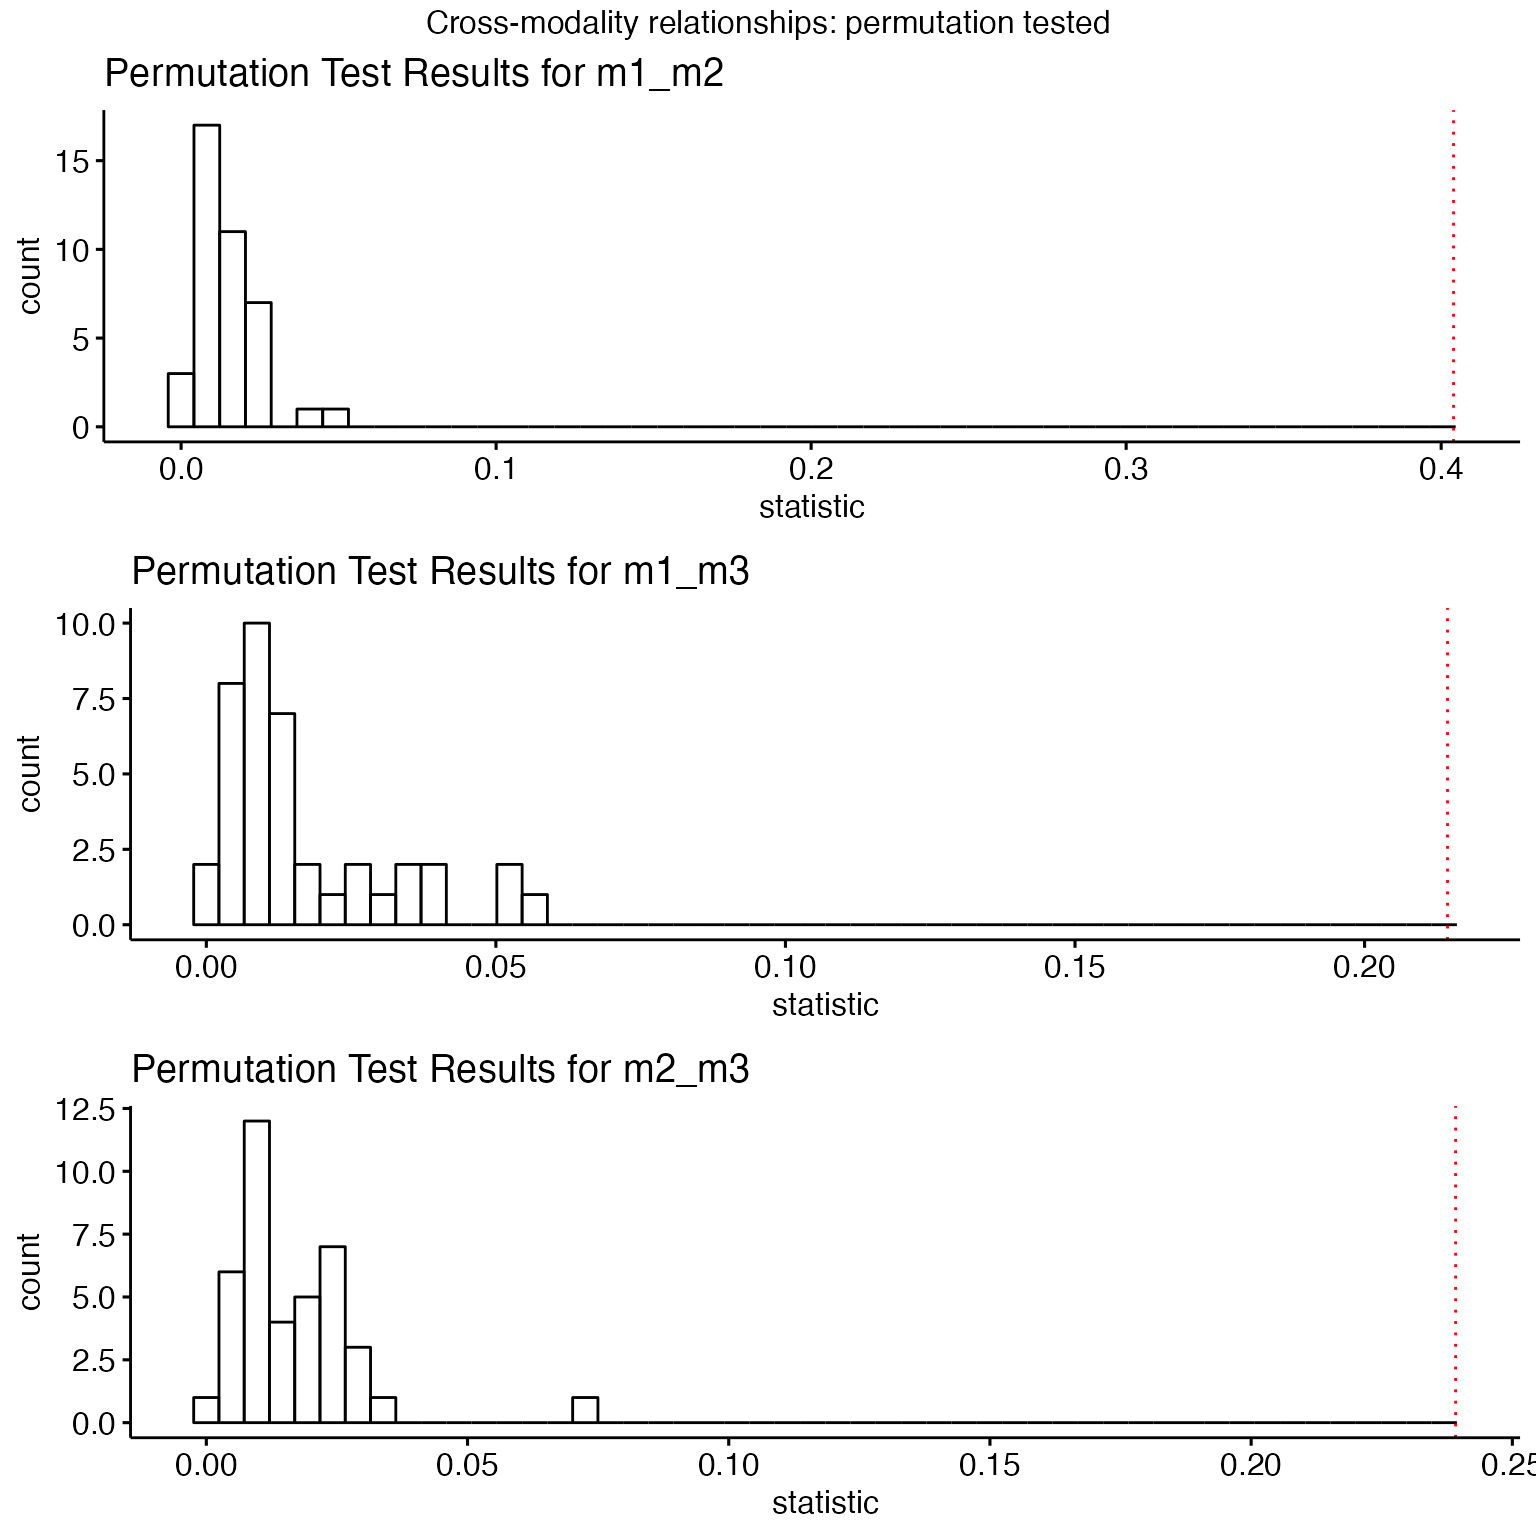 Cross-modality relationships: permutation tested
Permutation Test Results for m1_m2
15
10
5
0
count
0.0 0.1 0.2 0.3 0.4
statistic
Permutation Test Results for m1_m3
10.0
7.5
5.0
2.5
0.0
count
0.00 0.05 0.10 0.15 0.20
statistic
Permutation Test Results for m2_m3
12.5
10.0
7.5
5.0
2.5
0.0
count
0.00 0.05 0.10 0.15 0.20 0.25
statistic